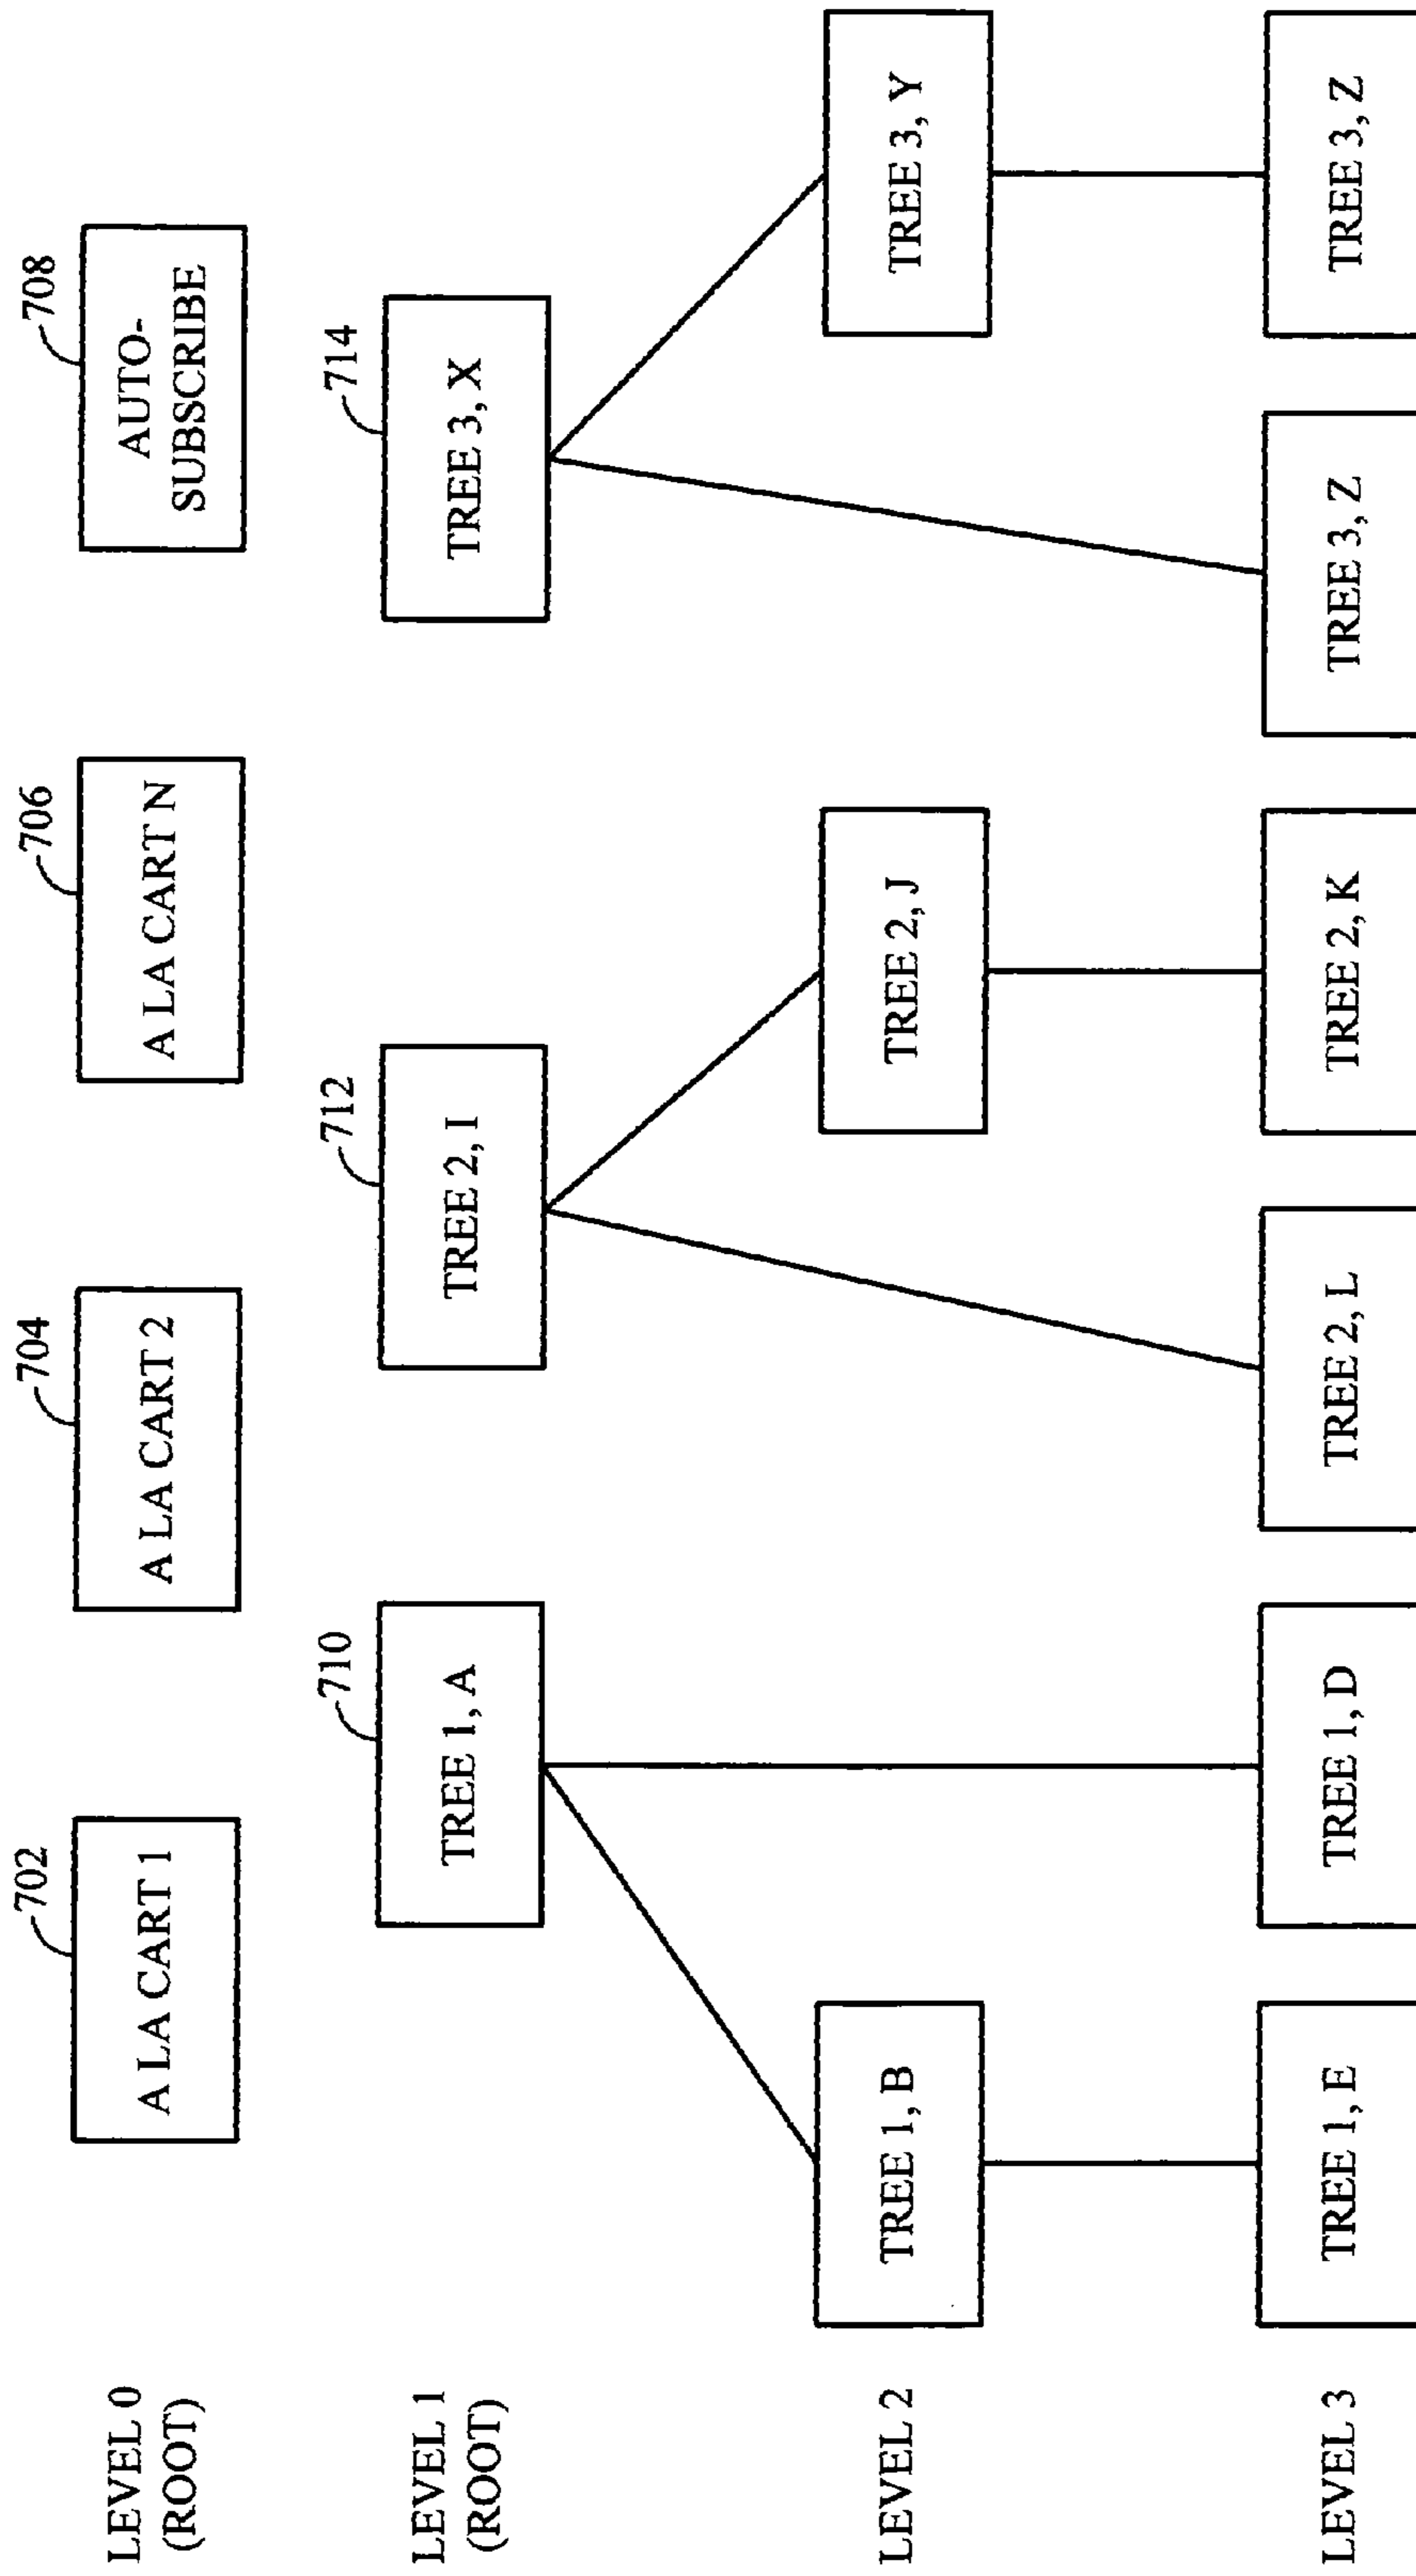 LEVEL 0
(ROOT)
702
A LA CART 1
704
A LA CART 2
706
A LA CART N
708
AUTO-
SUBSCRIBE
LEVEL 1
(ROOT)
710
TREE 1, A
712
TREE 2, I
714
TREE 3, X
LEVEL 2
TREE 1, B
TREE 2, J
TREE 3, Y
LEVEL 3
TREE 1, E
TREE 1, D
TREE 2, L
TREE 2, K
TREE 3, Z
TREE 3, Z